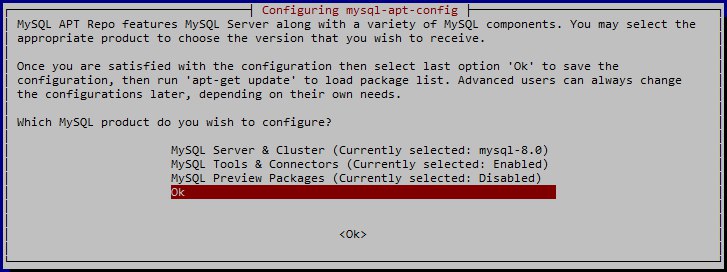 Configuring mysql-apt-config
MySQL APT Repo features MySQL Server along with a variety of MySQL components. You may select the
appropriate product to choose the version that you wish to receive.
Once you are satisfied with the configuration then select last option 'Ok' to save the
configuration, then run 'apt-get update' to load package list. Advanced users can always change
the configurations later, depending on their own needs.
Which MySQL product do you wish to configure?
MySQL Server & Cluster (Currently selected: mysql-8.0)
MySQL Tools & Connectors (Currently selected: Enabled)
MySQL Preview Packages (Currently selected: Disabled)
Ok
<Ok>